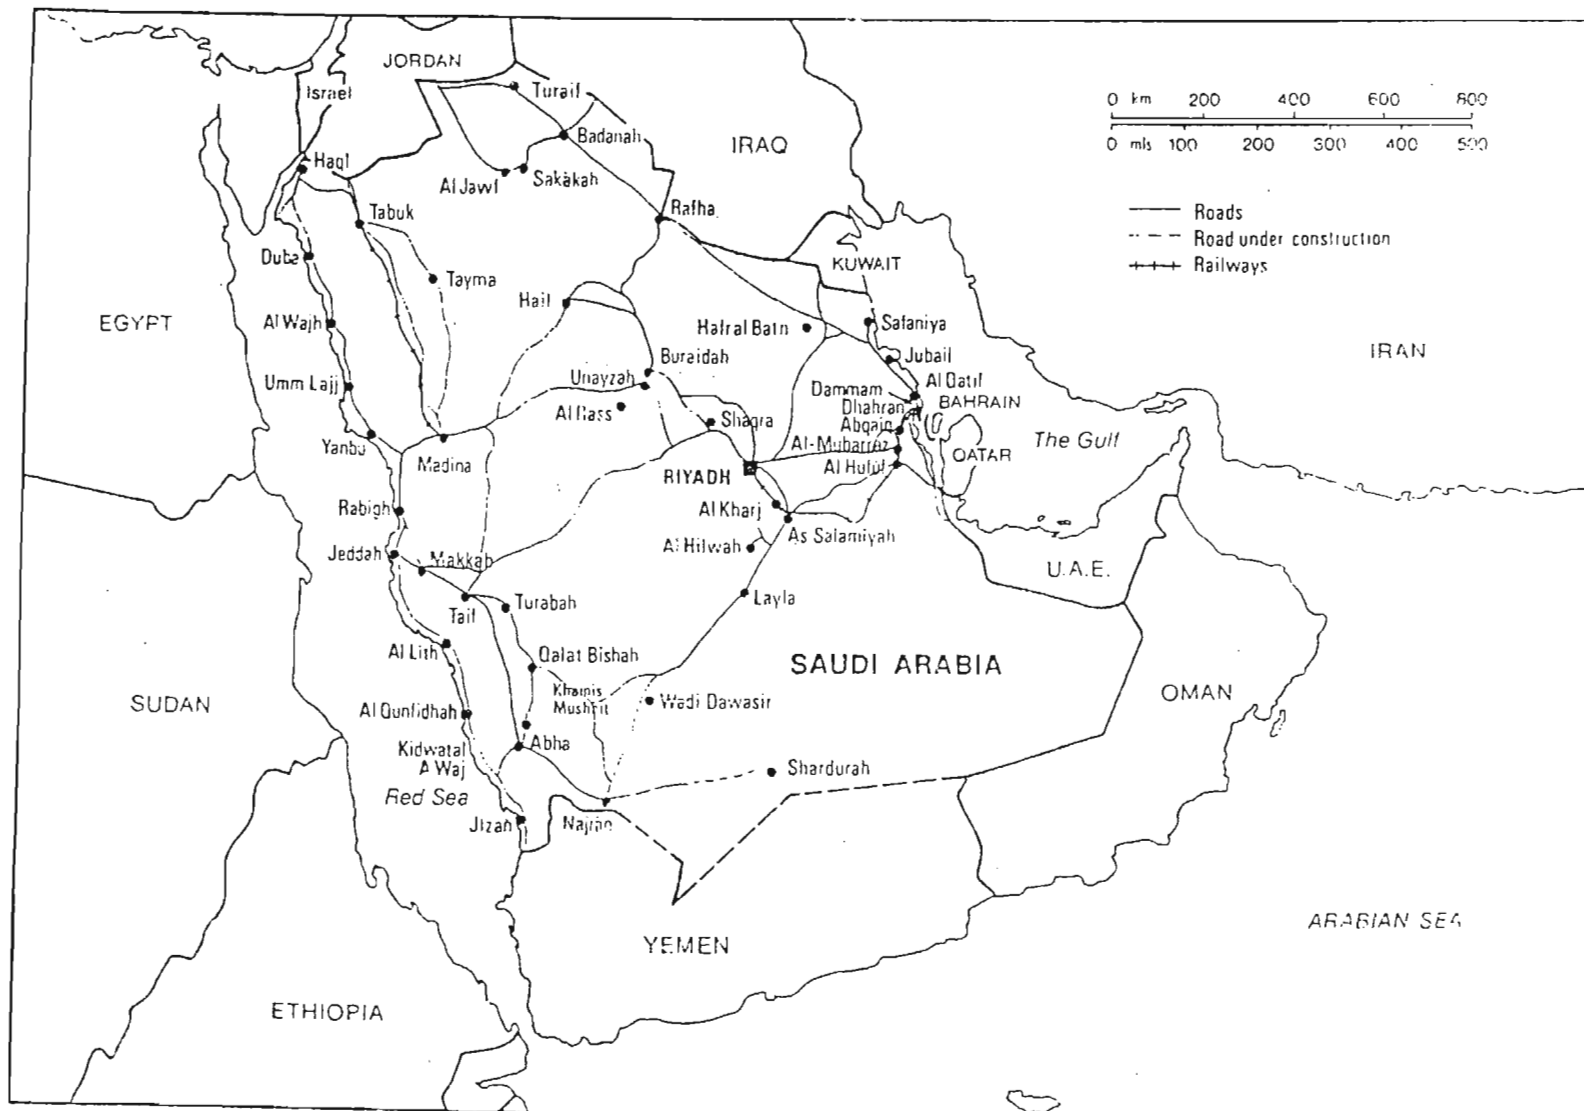 JORDAN
Israel
Turaif
0 km 200 400 600 800
0 mls 100 200 300 400 500
Badanah
IRAQ
Haql
Al Jawf
Sakakah
Tabuk
Rafha
Roads
Road under construction
Railways
Duba
KUWAIT
Tayma
Hail
EGYPT
Al Wajh
Hafral Batn
Safaniya
IRAN
Jubail
Buraidah
Umm Lajj
Unayzah
Al Qatif
Dammam
BAHRAIN
Al Rass
Dhahran
Shaqra
Abqaiq
The Gulf
Yanbu
Al-Mubarraz
Madina
QATAR
RIYADH
Al Hufuf
Rabigh
Al Kharj
As Salamiyah
Jeddah
Makkah
Al Hilwah
U.A.E.
Taif
Turabah
Layla
Al Lith
Qalat Bishah
SAUDI ARABIA
Khamis
Mushait
OMAN
SUDAN
Wadi Dawasir
Al Qunfidhah
Kidwatal
A Waj
Abha
Shardurah
Red Sea
Jizan
Najran
ARABIAN SEA
YEMEN
ETHIOPIA